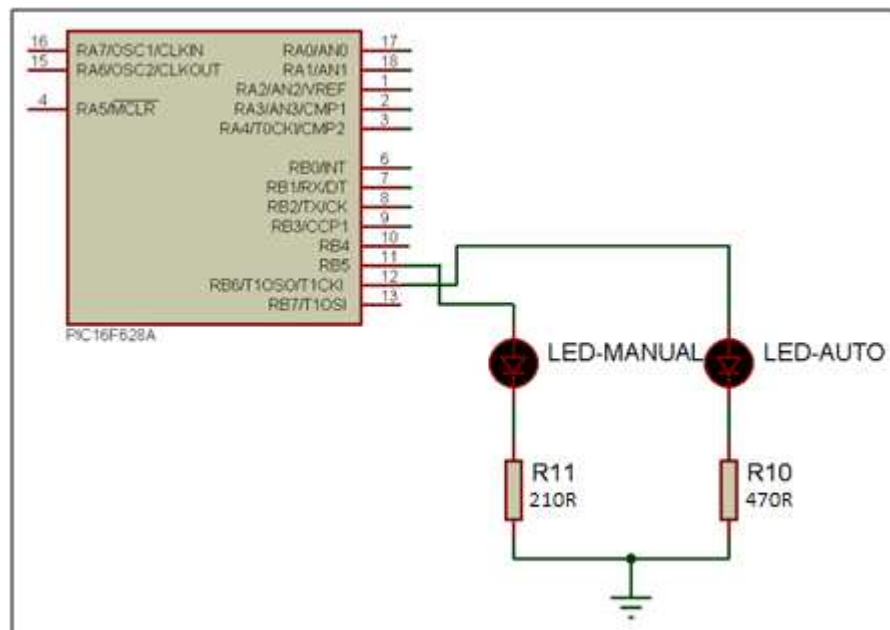 16 RA7/OSC1/CLKIN RA0/AN0 17
15 RA6/OSC2/CLKOUT RA1/AN1 18
RA2/AN2/VREF 1
4 RA5/MCLR RA3/AN3/CMP1 2
RA4/T0CKI/CMP2 3
RB0/INT 6
RB1/RX/DT 7
RB2/TX/CK 8
RB3/CCP1 9
RB4 10
RB5 11
RB6/T1OSO/T1CKI 12
RB7/T1OSI 13
PIC16F628A
LED-MANUAL LED-AUTO
R11 R10
210R 470R